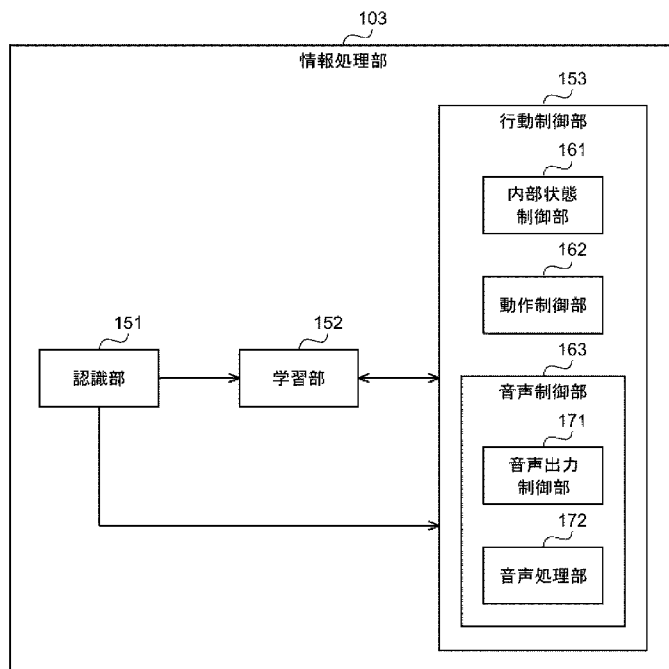 103
情報処理部
153
行動制御部
161
内部状態
制御部
162
動作制御部
151
認識部
152
学習部
163
音声制御部
171
音声出力
制御部
172
音声処理部